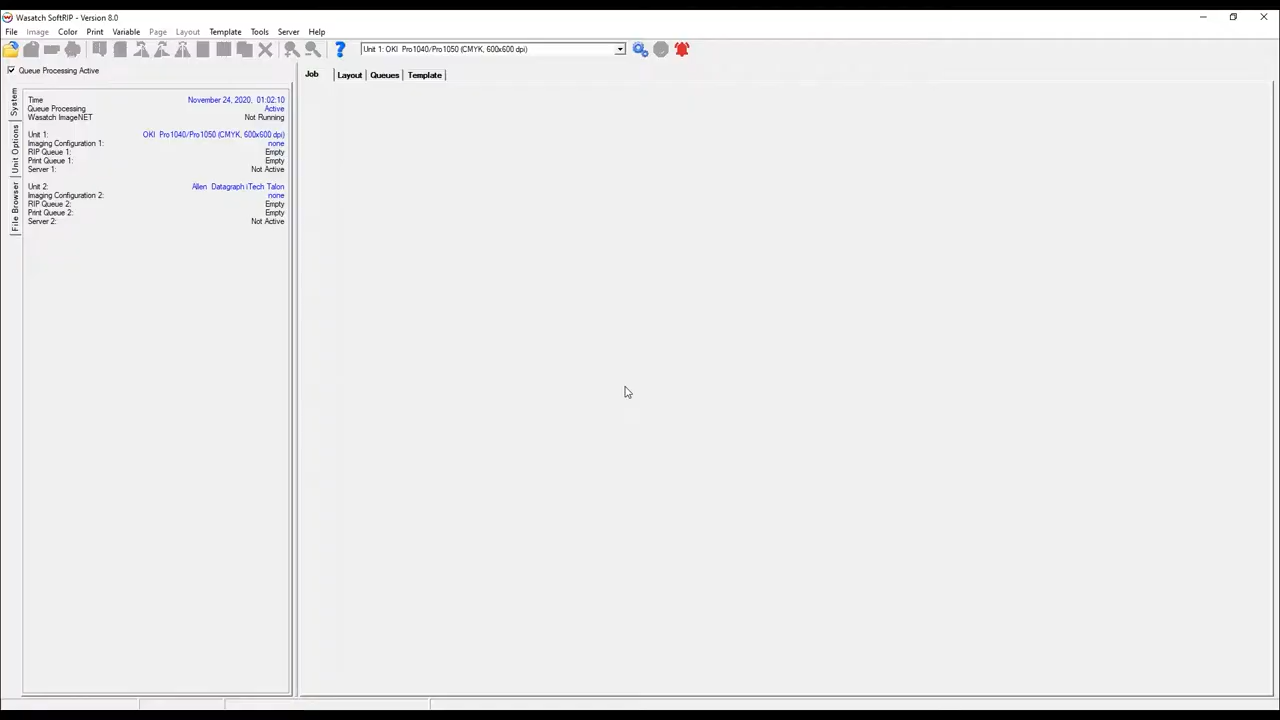 Wasatch SoftRIP - Version 8.0
File Image Color Print Variable Page Layout Template Tools Server Help
Unit 1: OKI Pro1040/Pro1050 (CMYK, 600x600 dpi)
Queue Processing Active
Job Layout Queues Template
System
Unit Options
File Browser
Time November 24, 2020, 01:02:10
Queue Processing Active
Wasatch ImageNET Not Running
Unit 1: OKI Pro1040/Pro1050 (CMYK, 600x600 dpi)
Imaging Configuration 1: none
RIP Queue 1: Empty
Print Queue 1: Empty
Server 1: Not Active
Unit 2: Allen Datagraph iTech Talon
Imaging Configuration 2: none
RIP Queue 2: Empty
Print Queue 2: Empty
Server 2: Not Active